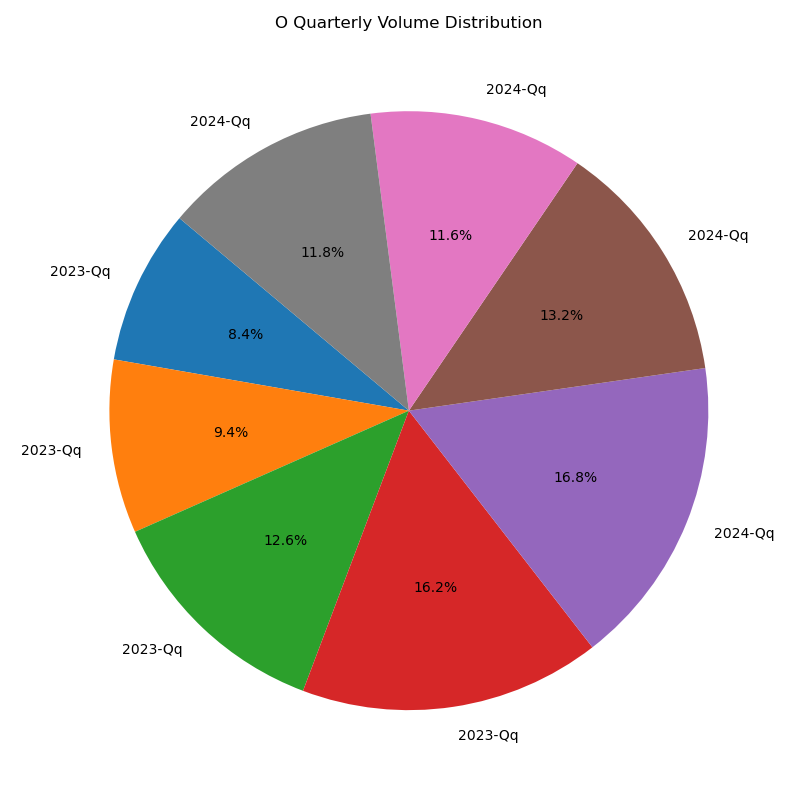 O Quarterly Volume Distribution
2024-Qq
2024-Qq
2024-Qq
11.6%
11.8%
2023-Qq
13.2%
8.4%
9.4%
2023-Qq
16.8%
2024-Qq
12.6%
16.2%
2023-Qq
2023-Qq